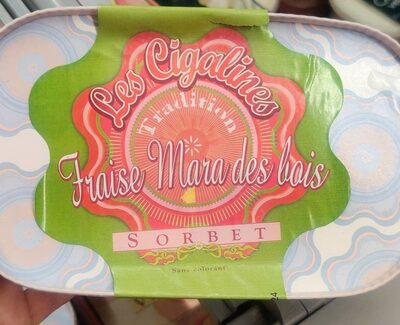 Les Cigalines
Tradition
Fraise Mara des bois
SORBET
Sans colorant